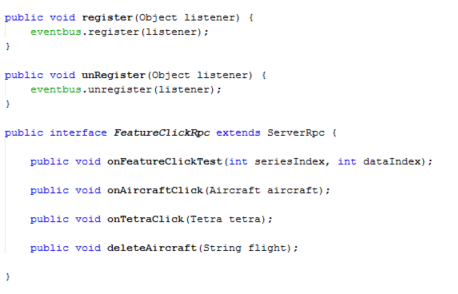 public void register(Object listener) {
    eventbus.register(listener);
}
public void unRegister(Object listener) {
    eventbus.unregister(listener);
}
public interface FeatureClickRpc extends ServerRpc {
    public void onFeatureClickTest(int seriesIndex, int dataIndex);
    public void onAircraftClick(Aircraft aircraft);
    public void onTetraClick(Tetra tetra);
    public void deleteAircraft(String flight);
}